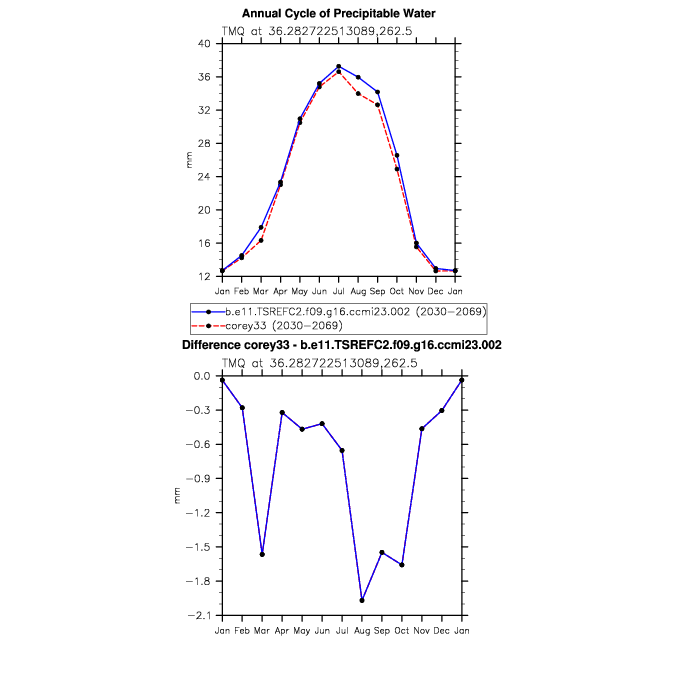 Annual Cycle of Precipitable Water
TMQ at 36.282722513089,262.5
40
36
32
28
24
20
16
12
mm
Jan Feb Mar Apr May Jun Jul Aug Sep Oct Nov Dec Jan
b.e11.TSREFC2.f09.g16.ccmi23.002 (2030-2069)
corey33 (2030-2069)
Difference corey33 - b.e11.TSREFC2.f09.g16.ccmi23.002
TMQ at 36.282722513089,262.5
0.0
-0.3
-0.6
-0.9
-1.2
-1.5
-1.8
-2.1
mm
Jan Feb Mar Apr May Jun Jul Aug Sep Oct Nov Dec Jan